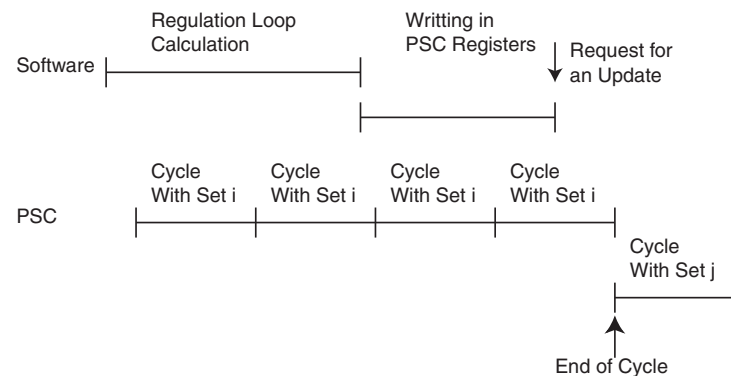 Regulation Loop
Calculation
Writting in
PSC Registers
Request for
an Update
Software
Cycle
With Set i
Cycle
With Set i
Cycle
With Set i
Cycle
With Set i
PSC
Cycle
With Set j
End of Cycle